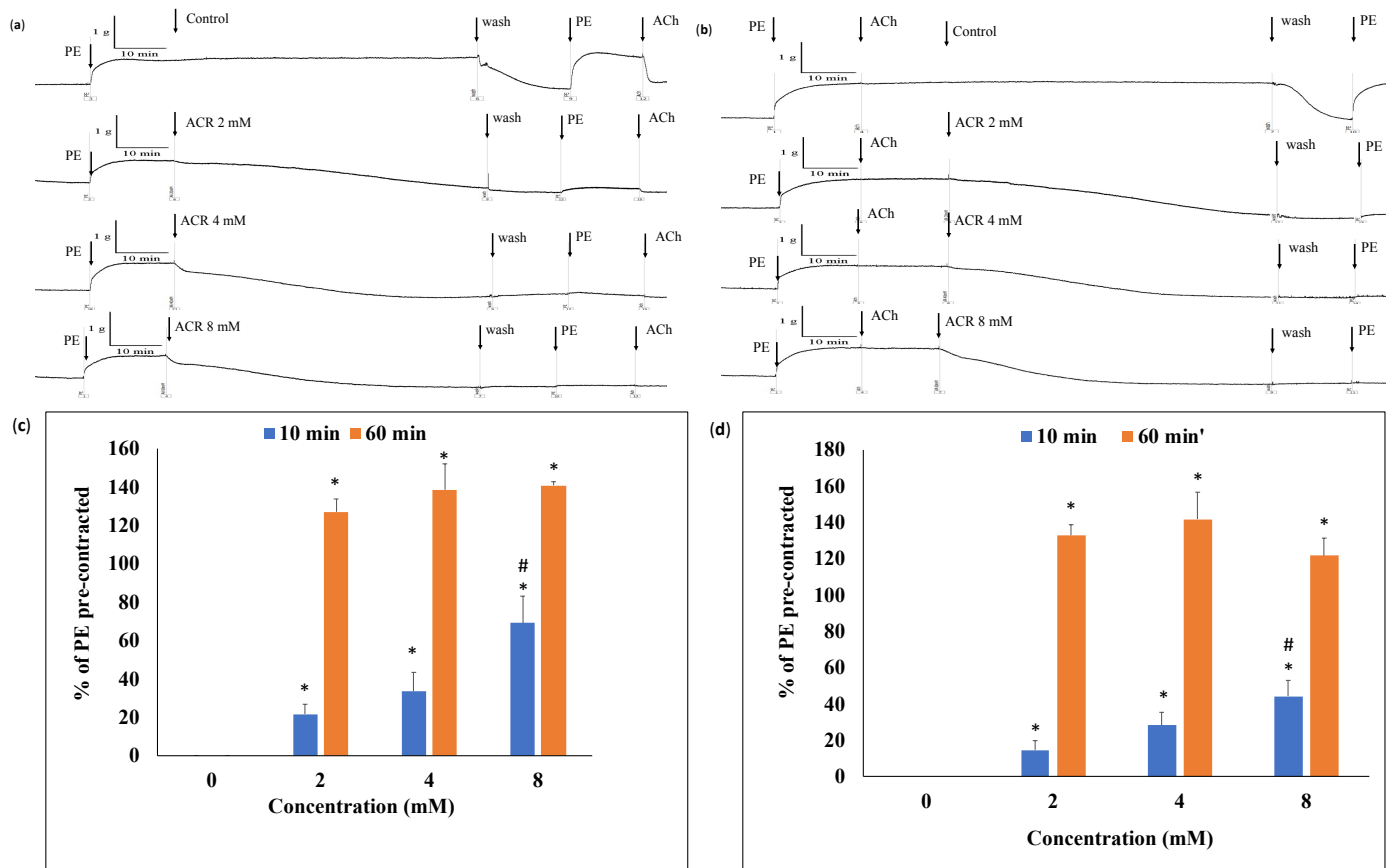 (a)
Control
wash
PE
ACh
PE
1 g
10 min
ACR 2 mM
wash
PE
ACh
PE
1 g
10 min
ACR 4 mM
wash
PE
ACh
PE
1 g
10 min
ACR 8 mM
wash
PE
ACh
PE
1 g
10 min
(b)
PE
ACh
Control
wash
PE
1 g
10 min
ACh
ACR 2 mM
wash
PE
PE
1 g
10 min
ACh
ACR 4 mM
wash
PE
PE
1 g
10 min
ACh
ACR 8 mM
wash
PE
PE
1 g
10 min
(c)
10 min 60 min
% of PE pre-contracted
160
140
120
100
80
60
40
20
0
* * * * * # *
0 2 4 8
Concentration (mM)
(d)
10 min 60 min'
% of PE pre-contracted
180
160
140
120
100
80
60
40
20
0
* * * * * # *
0 2 4 8
Concentration (mM)